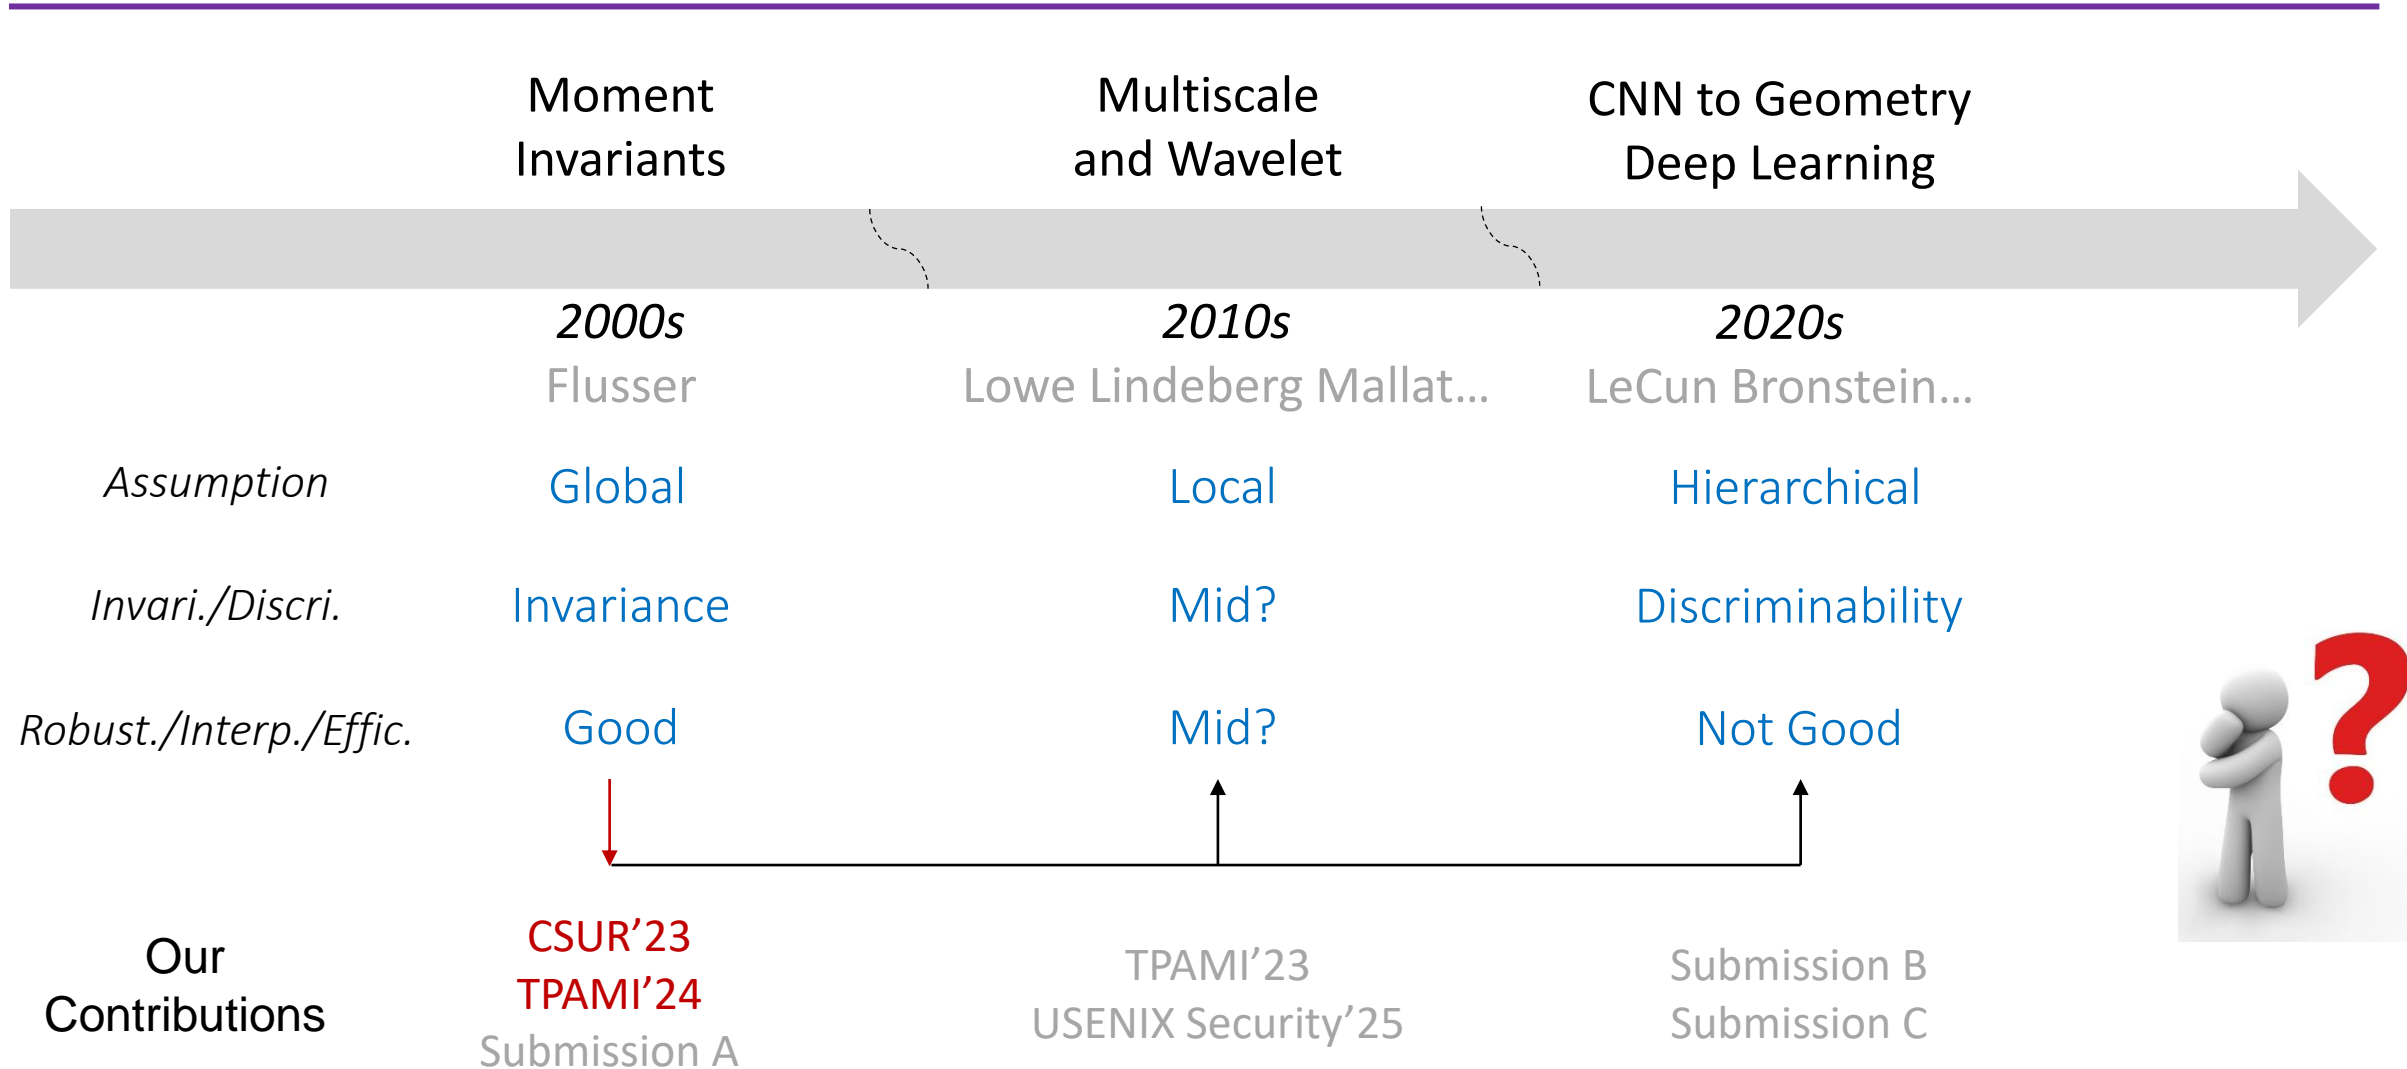 Moment
Invariants
Multiscale
and Wavelet
CNN to Geometry
Deep Learning
2000s
2010s
2020s
Flusser
Lowe Lindeberg Mallat...
LeCun Bronstein...
Assumption
Global
Local
Hierarchical
Invari./Discri.
Invariance
Mid?
Discriminability
Robust./Interp./Effic.
Good
Mid?
Not Good
?
Our
Contributions
CSUR’23
TPAMI’24
Submission A
TPAMI’23
USENIX Security’25
Submission B
Submission C